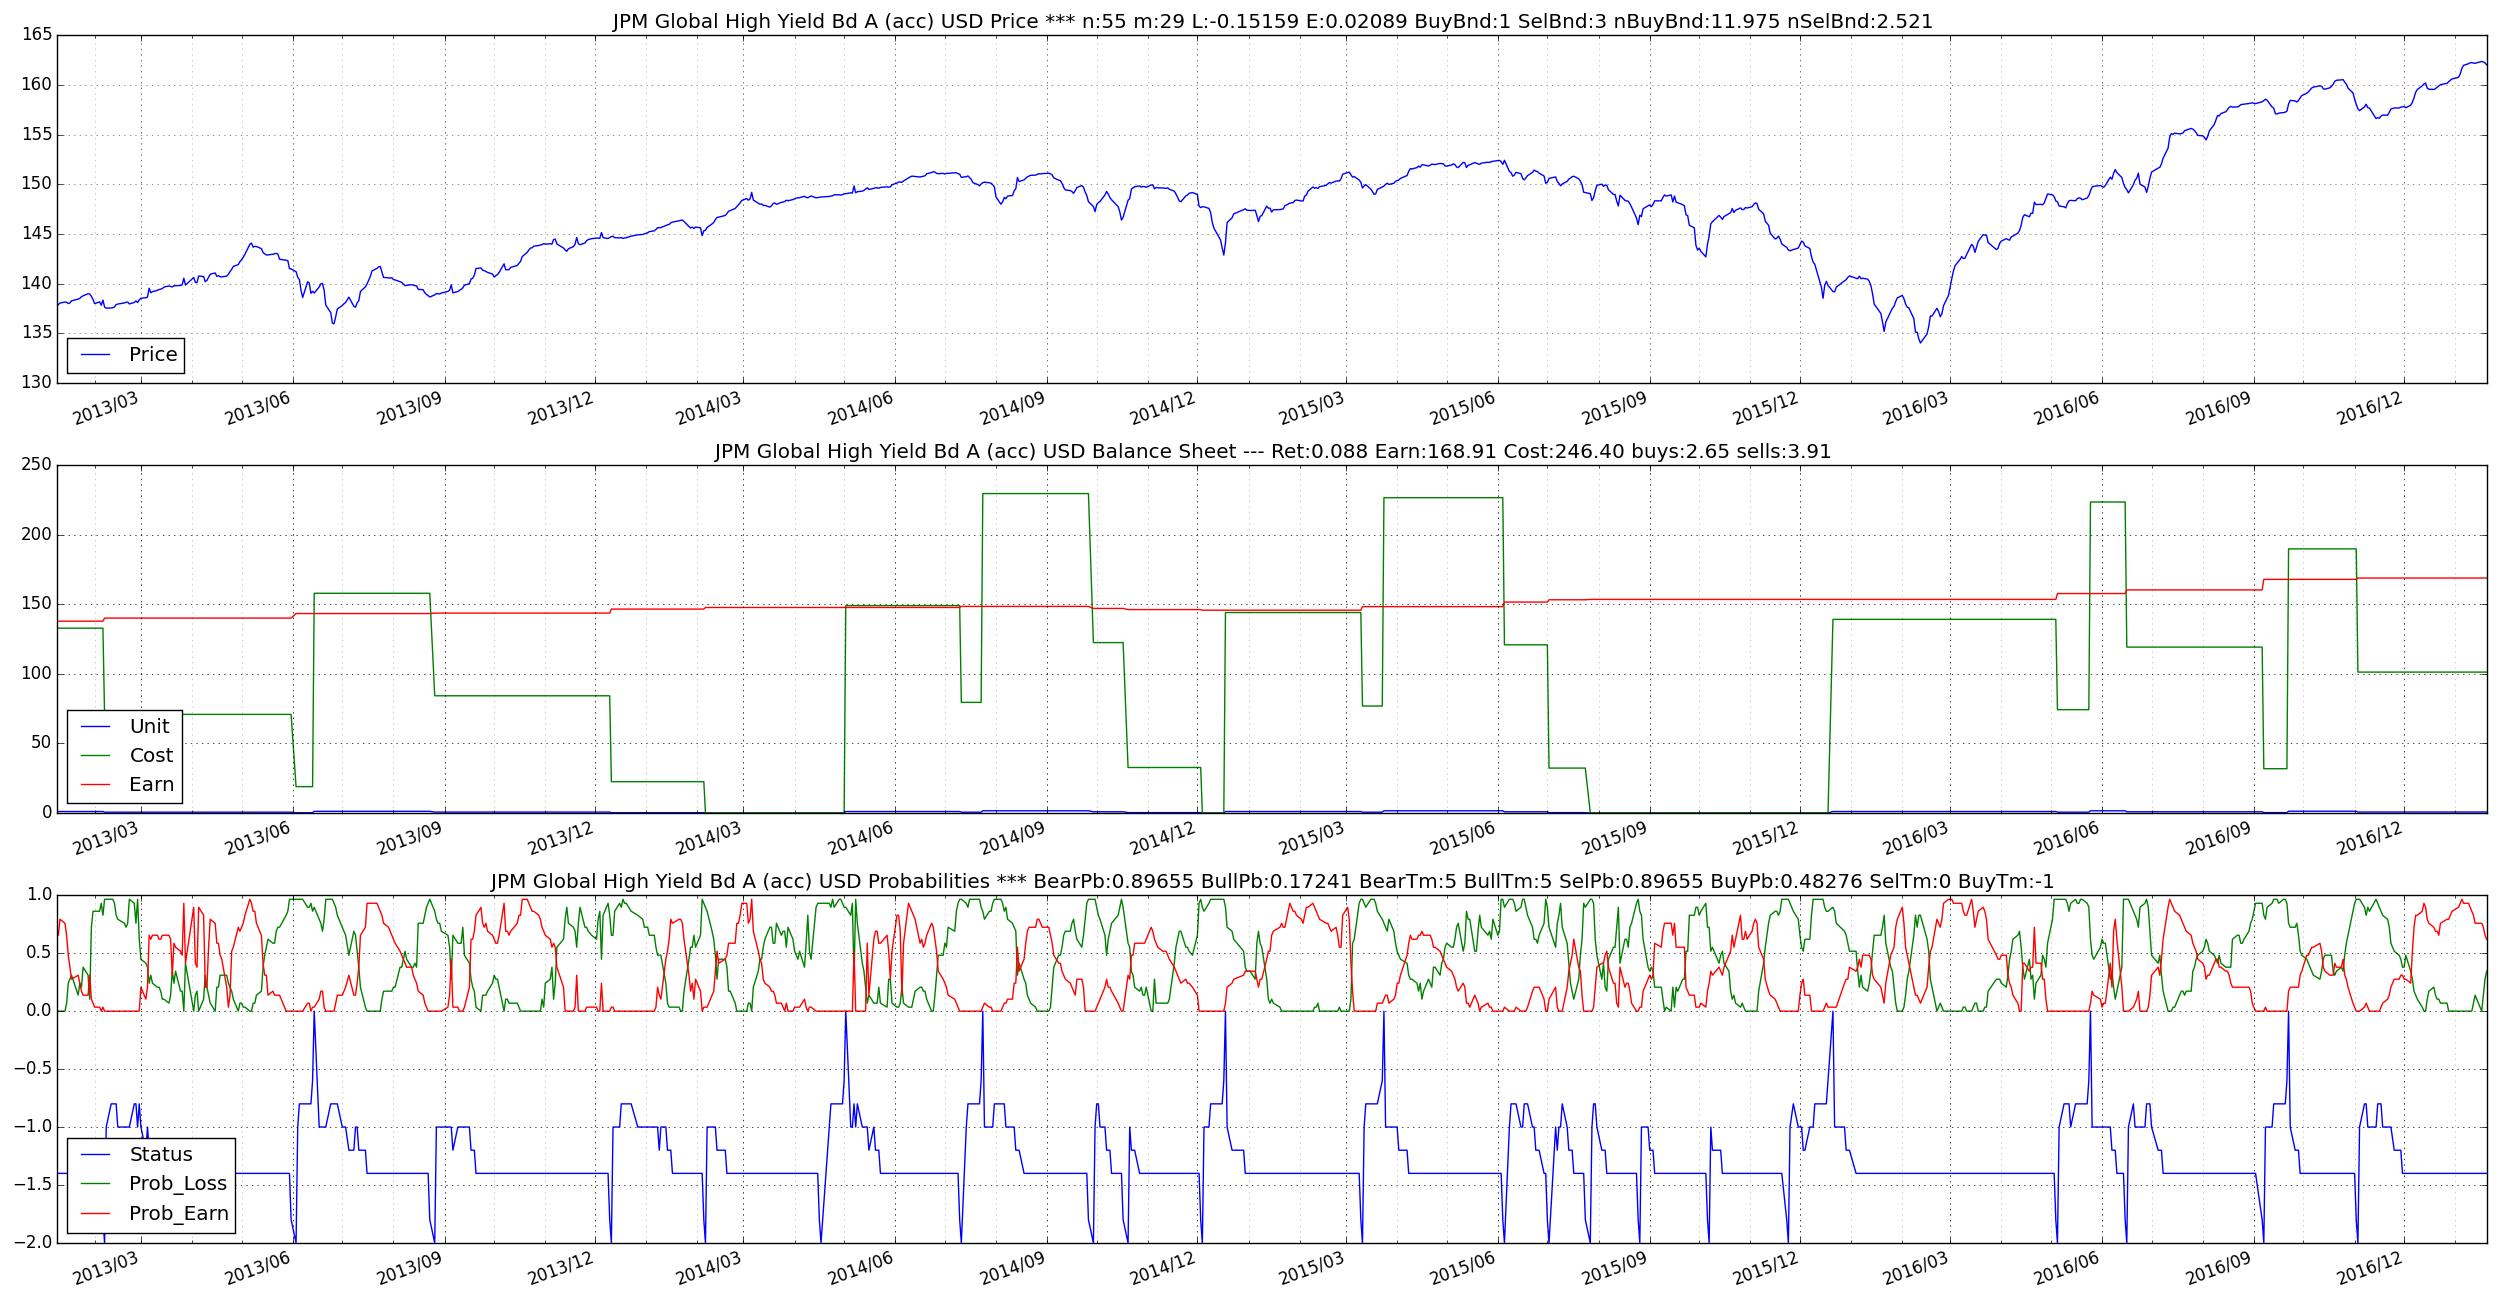 JPM Global High Yield Bd A (acc) USD Price *** n:55 m:29 L:-0.15159 E:0.02089 BuyBnd:1 SelBnd:3 nBuyBnd:11.975 nSelBnd:2.521
165
160
155
150
145
140
135
130
Price
2013/03 2013/06 2013/09 2013/12 2014/03 2014/06 2014/09 2014/12 2015/03 2015/06 2015/09 2015/12 2016/03 2016/06 2016/09 2016/12
JPM Global High Yield Bd A (acc) USD Balance Sheet --- Ret:0.088 Earn:168.91 Cost:246.40 buys:2.65 sells:3.91
250
200
150
100
50
0
Unit
Cost
Earn
2013/03 2013/06 2013/09 2013/12 2014/03 2014/06 2014/09 2014/12 2015/03 2015/06 2015/09 2015/12 2016/03 2016/06 2016/09 2016/12
JPM Global High Yield Bd A (acc) USD Probabilities *** BearPb:0.89655 BullPb:0.17241 BearTm:5 BullTm:5 SelPb:0.89655 BuyPb:0.48276 SelTm:0 BuyTm:-1
1.0
0.5
0.0
−0.5
−1.0
−1.5
−2.0
Status
Prob_Loss
Prob_Earn
2013/03 2013/06 2013/09 2013/12 2014/03 2014/06 2014/09 2014/12 2015/03 2015/06 2015/09 2015/12 2016/03 2016/06 2016/09 2016/12